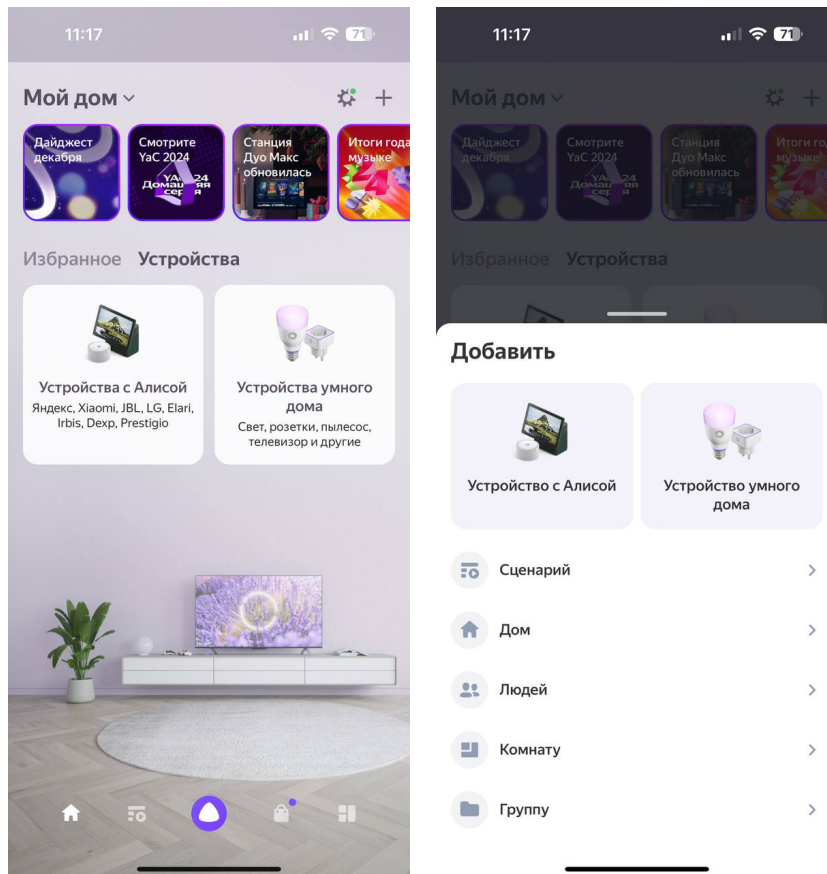 11:17
71
Мой дом
Дайджест
декабря
Смотрите
YaC 2024
Станция
Дуо Макс
обновилась
Итоги года
музыке
Избранное Устройства
Устройства с Алисой
Яндекс, Xiaomi, JBL, LG, Elari,
Irbis, Dexp, Prestigio
Устройства умного
дома
Свет, розетки, пылесос,
телевизор и другие
11:17
71
Мой дом
Дайджест
декабря
Смотрите
YaC 2024
Станция
Дуо Макс
обновилась
Итоги го
музыке
Избранное Устройства
Добавить
Устройство с Алисой
Устройство умного
дома
Сценарий
Дом
Людей
Комнату
Группу